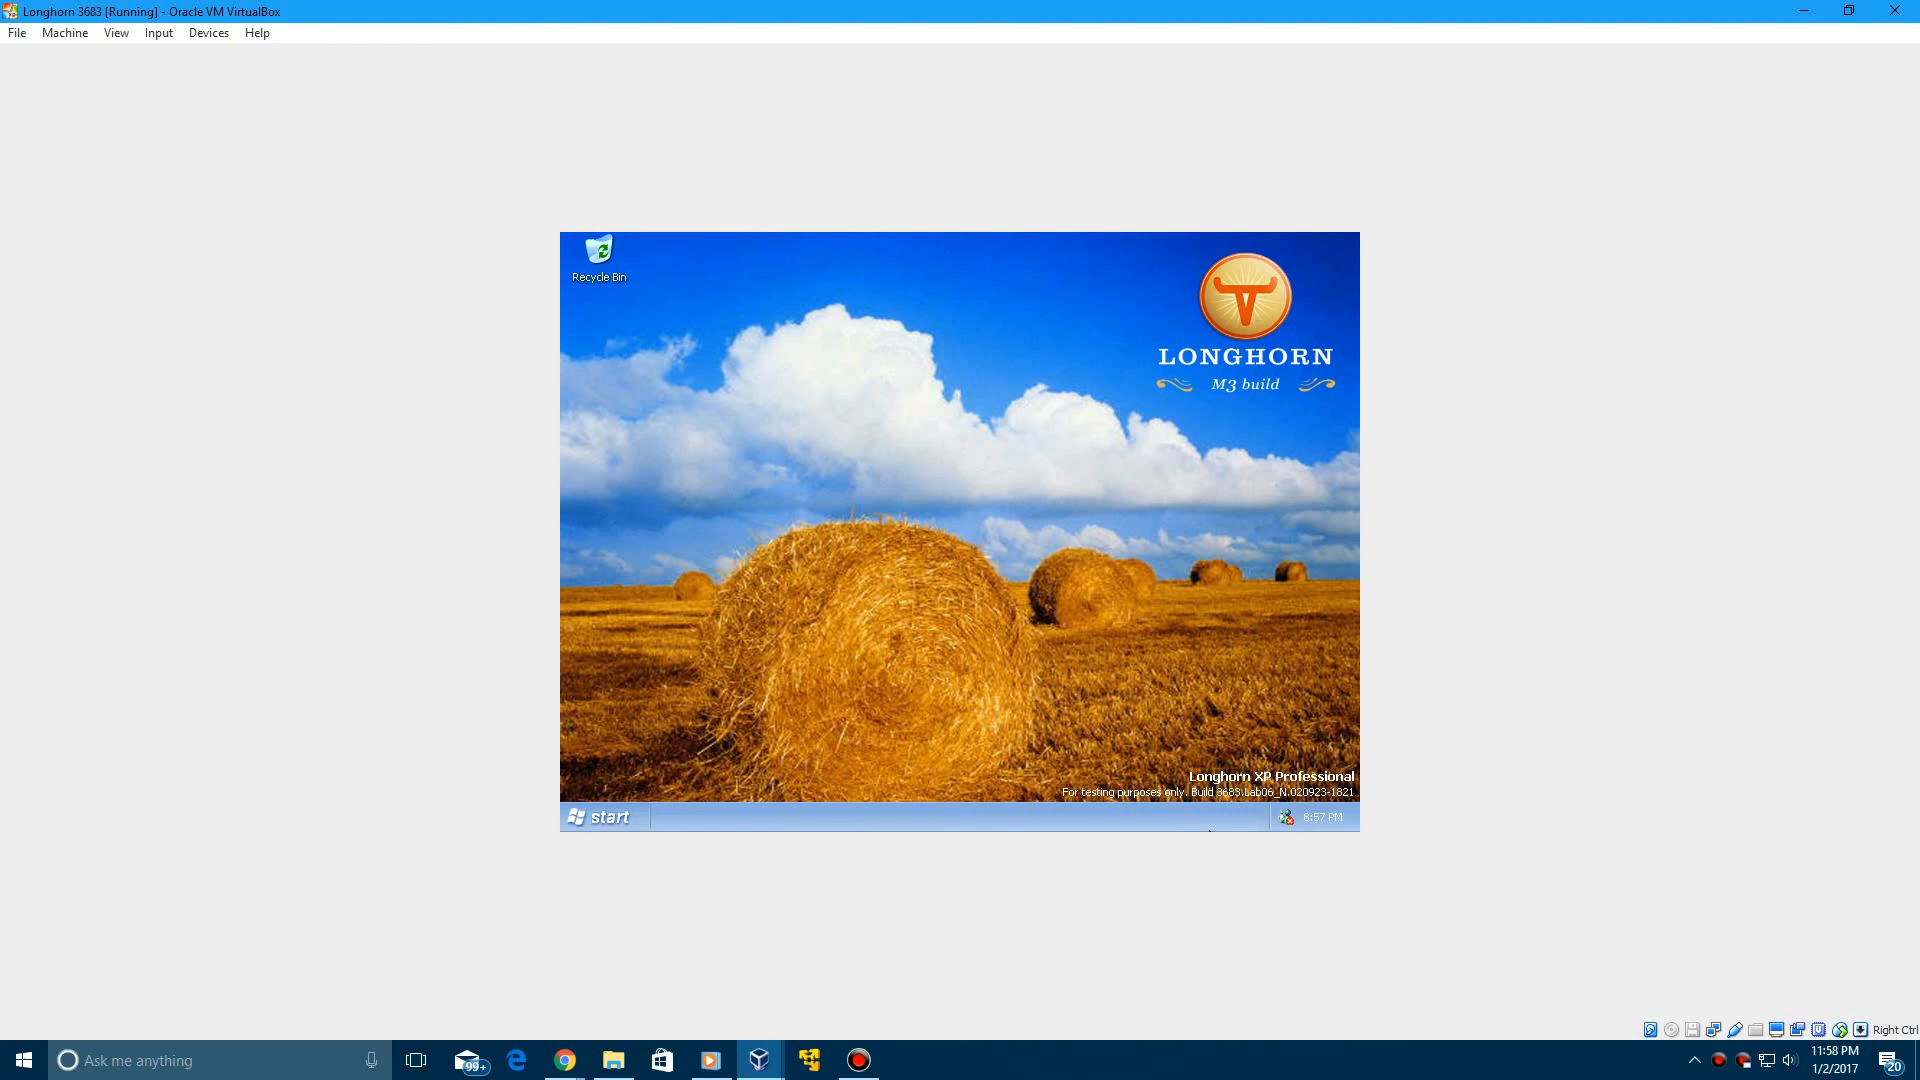 Longhorn 3683 [Running] - Oracle VM VirtualBox
File Machine View Input Devices Help
Recycle Bin
LONGHORN
M3 build
Longhorn XP Professional
For testing purposes only. Build 3683.Lab06_N.020923-1821
start
8:57 PM
Right Ctrl
Ask me anything
99+
11:58 PM
1/2/2017
20